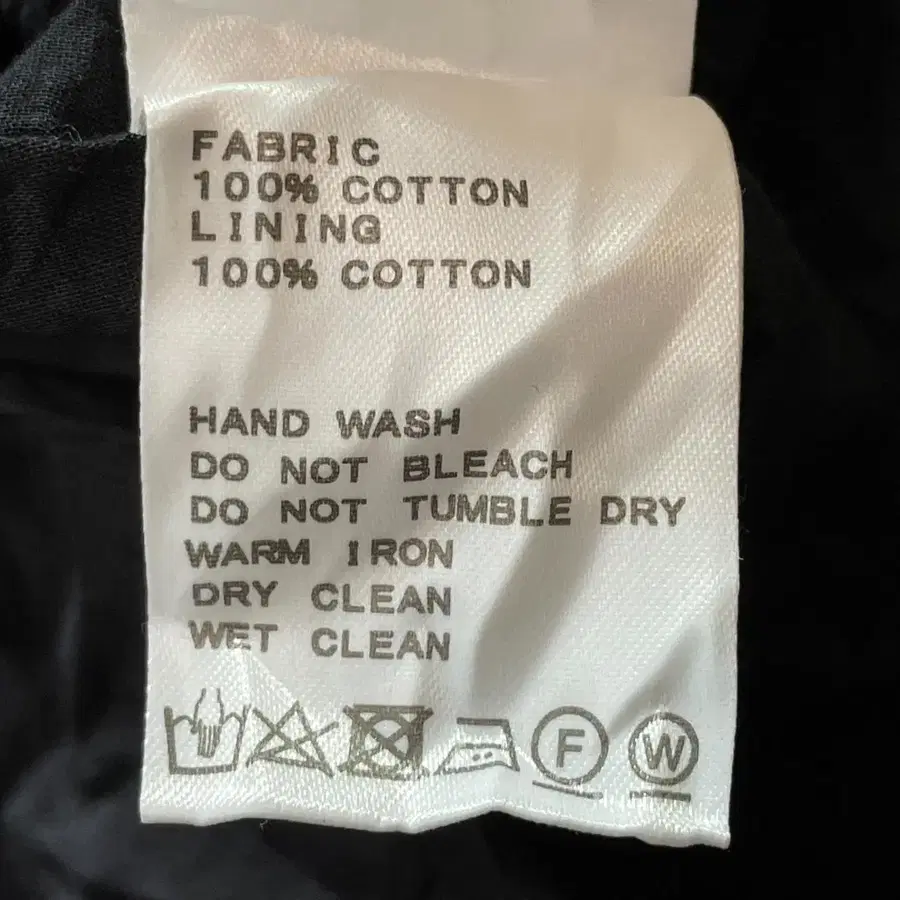 FABRIC
100% COTTON
LINING
100% COTTON
HAND WASH
DO NOT BLEACH
DO NOT TUMBLE DRY
WARM IRON
DRY CLEAN
WET CLEAN
F W